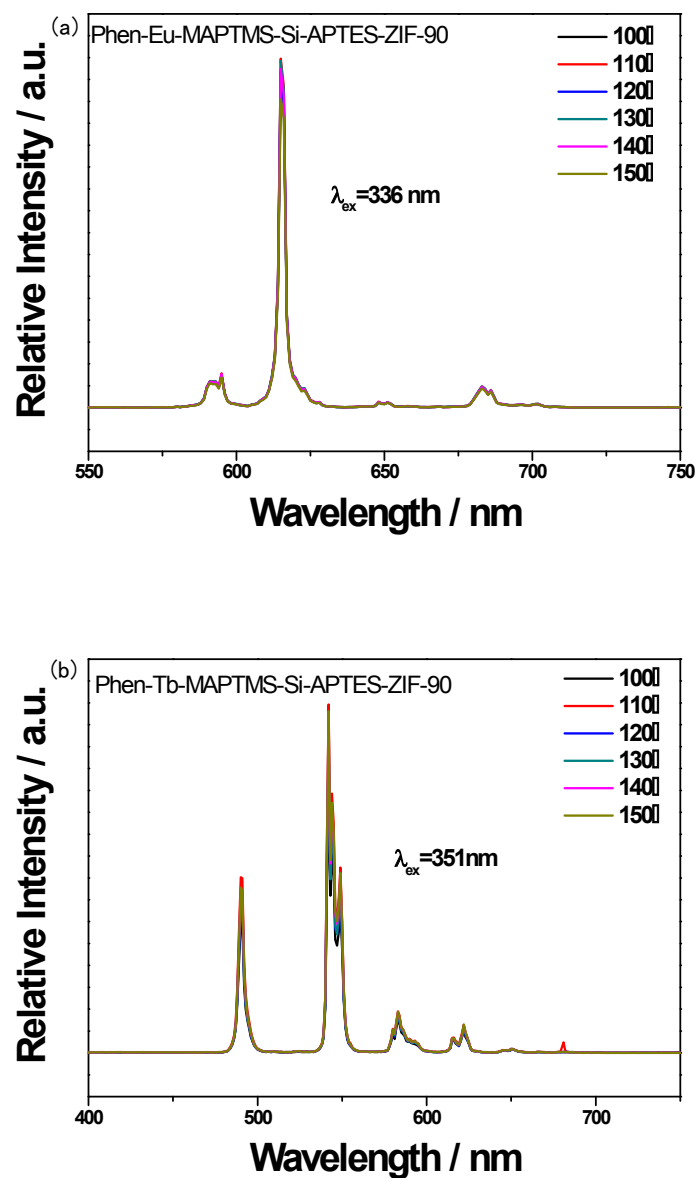 (a)
Phen-Eu-MAPTMS-Si-APTES-ZIF-90
100▯
110▯
120▯
130▯
140▯
150▯
λex=336 nm
Relative Intensity / a.u.
550 600 650 700 750
Wavelength / nm
(b)
Phen-Tb-MAPTMS-Si-APTES-ZIF-90
100▯
110▯
120▯
130▯
140▯
150▯
λex=351nm
Relative Intensity / a.u.
400 500 600 700
Wavelength / nm